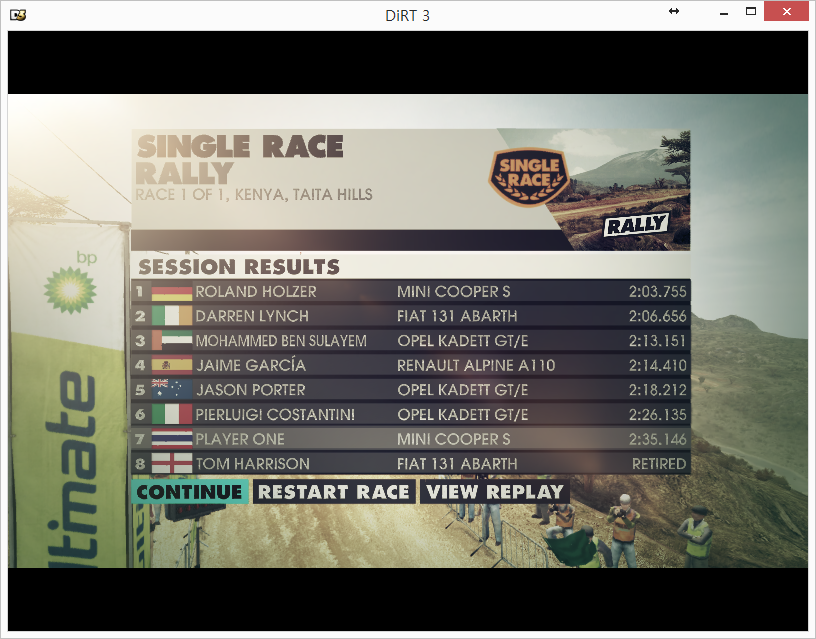 DiRT 3
SINGLE RACE
RALLY
RACE 1 OF 1, KENYA, TAITA HILLS
SINGLE
RACE
RALLY
bp
SESSION RESULTS
1 ROLAND HOLZER MINI COOPER S 2:03.755
2 DARREN LYNCH FIAT 131 ABARTH 2:06.656
3 MOHAMMED BEN SULAYEM OPEL KADETT GT/E 2:13.151
4 JAIME GARCÍA RENAULT ALPINE A110 2:14.410
5 JASON PORTER OPEL KADETT GT/E 2:18.212
6 PIERLUIGI COSTANTINI OPEL KADETT GT/E 2:26.135
7 PLAYER ONE MINI COOPER S 2:35.146
8 TOM HARRISON FIAT 131 ABARTH RETIRED
ltimate
CONTINUE RESTART RACE VIEW REPLAY